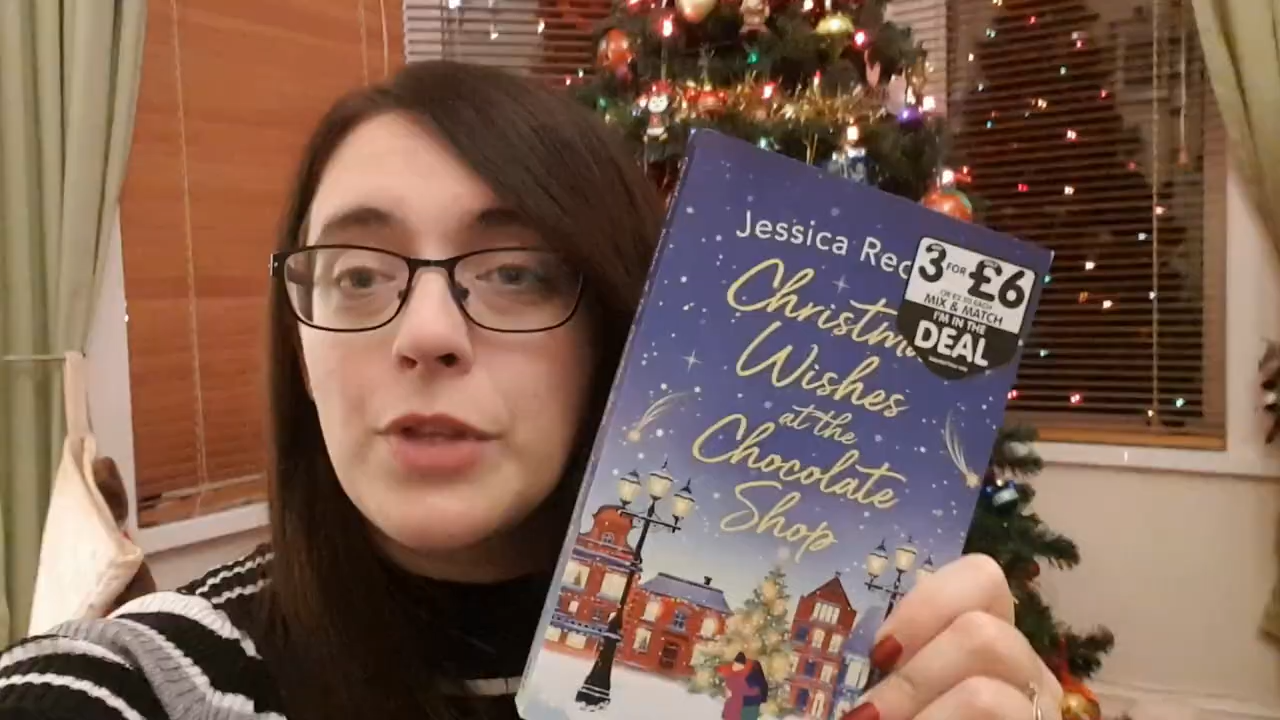 Jessica Red
Christm
Wishes
at the
Chocolate
Shop
3 FOR £6
MIX & MATCH
I'M IN THE
DEAL